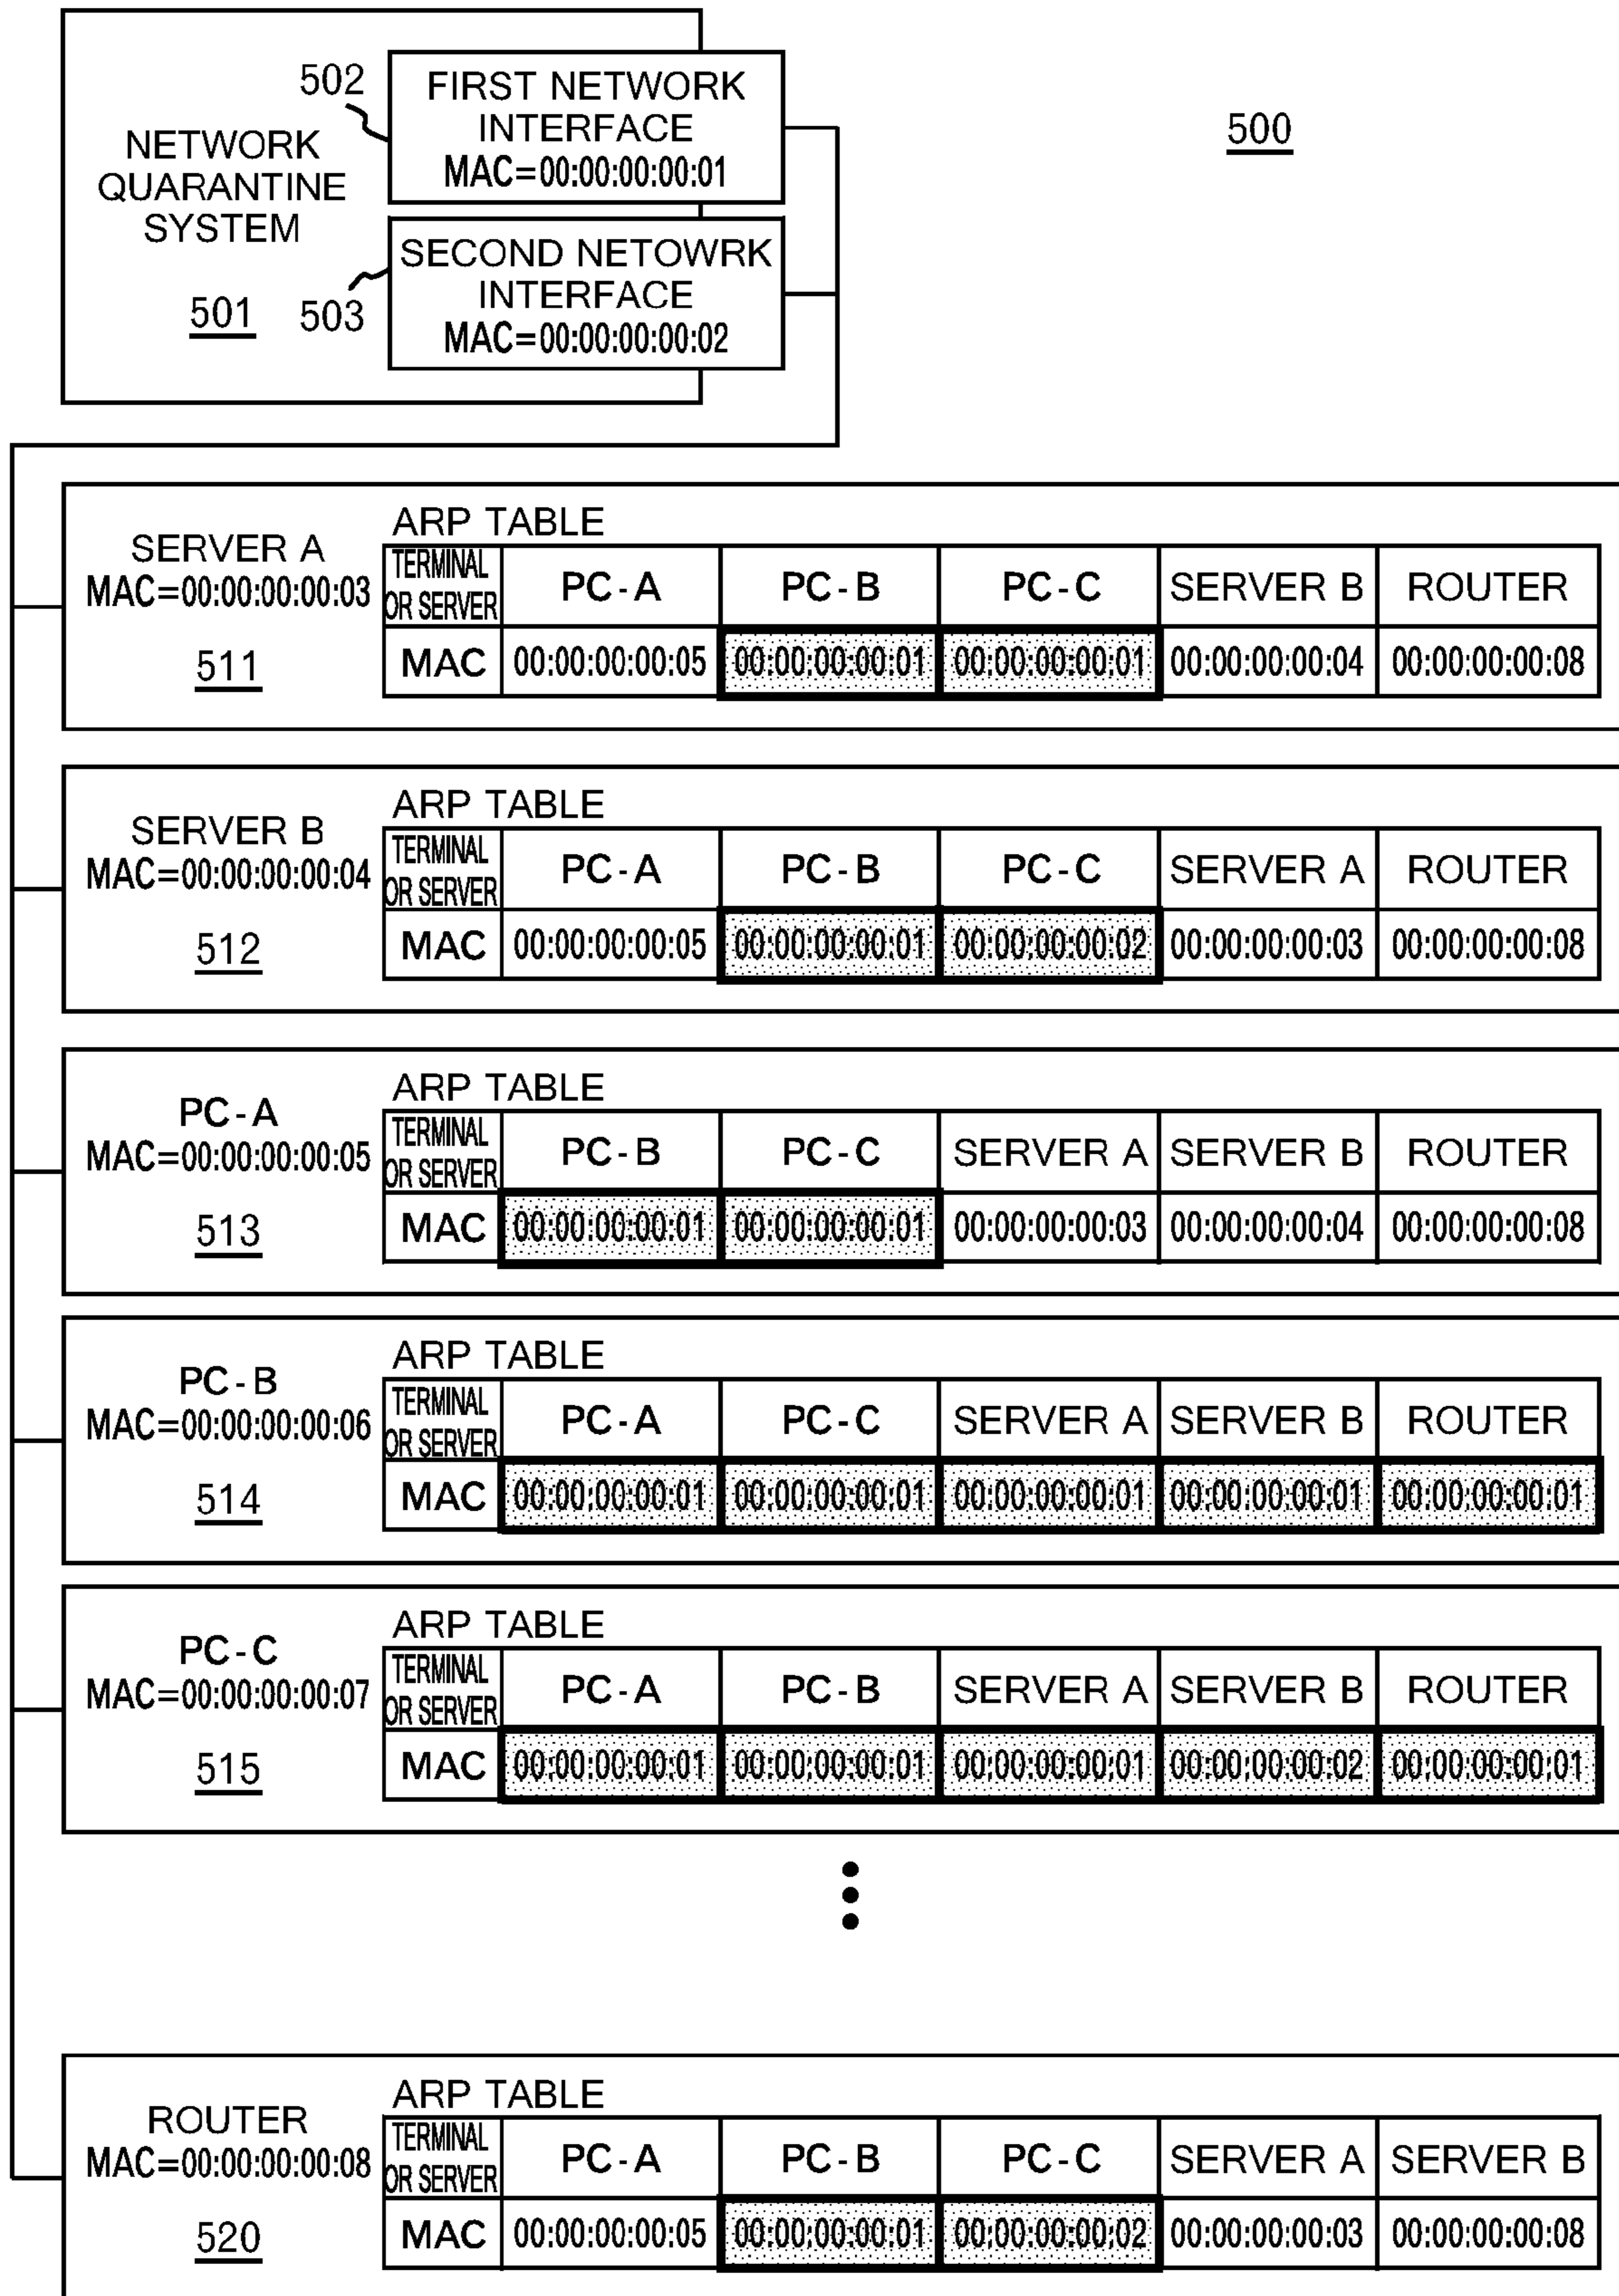 500
502
FIRST NETWORK
INTERFACE
MAC=00:00:00:00:01
NETWORK
QUARANTINE
SYSTEM
501
503
SECOND NETOWRK
INTERFACE
MAC=00:00:00:00:02
SERVER A
MAC=00:00:00:00:03
511
ARP TABLE
TERMINAL
OR SERVER
PC-A
PC-B
PC-C
SERVER B
ROUTER
MAC
00:00:00:00:05
00:00:00:00:01
00:00:00:00:01
00:00:00:00:04
00:00:00:00:08
SERVER B
MAC=00:00:00:00:04
512
ARP TABLE
TERMINAL
OR SERVER
PC-A
PC-B
PC-C
SERVER A
ROUTER
MAC
00:00:00:00:05
00:00:00:00:01
00:00:00:00:02
00:00:00:00:03
00:00:00:00:08
PC-A
MAC=00:00:00:00:05
513
ARP TABLE
TERMINAL
OR SERVER
PC-B
PC-C
SERVER A
SERVER B
ROUTER
MAC
00:00:00:00:01
00:00:00:00:01
00:00:00:00:03
00:00:00:00:04
00:00:00:00:08
PC-B
MAC=00:00:00:00:06
514
ARP TABLE
TERMINAL
OR SERVER
PC-A
PC-C
SERVER A
SERVER B
ROUTER
MAC
00:00:00:00:01
00:00:00:00:01
00:00:00:00:01
00:00:00:00:01
00:00:00:00:01
PC-C
MAC=00:00:00:00:07
515
ARP TABLE
TERMINAL
OR SERVER
PC-A
PC-B
SERVER A
SERVER B
ROUTER
MAC
00:00:00:00:01
00:00:00:00:01
00:00:00:00:01
00:00:00:00:02
00:00:00:00:01
ROUTER
MAC=00:00:00:00:08
520
ARP TABLE
TERMINAL
OR SERVER
PC-A
PC-B
PC-C
SERVER A
SERVER B
MAC
00:00:00:00:05
00:00:00:00:01
00:00:00:00:02
00:00:00:00:03
00:00:00:00:08